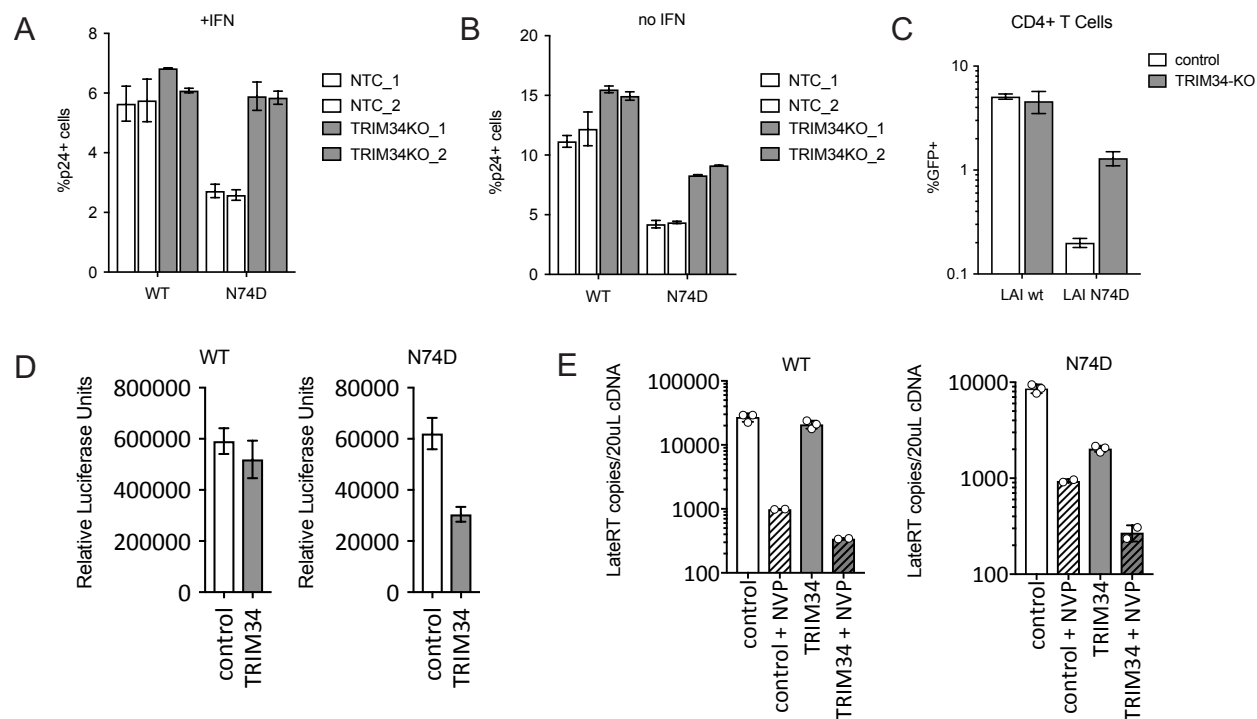 A
+IFN
%p24+ cells
8
6
4
2
0
WT
N74D
NTC_1
NTC_2
TRIM34KO_1
TRIM34KO_2
B
no IFN
%p24+ cells
20
15
10
5
0
WT
N74D
NTC_1
NTC_2
TRIM34KO_1
TRIM34KO_2
C
CD4+ T Cells
%GFP+
10
1
0.1
LAI wt
LAI N74D
control
TRIM34-KO
D
WT
Relative Luciferase Units
800000
600000
400000
200000
0
control
TRIM34
N74D
Relative Luciferase Units
80000
60000
40000
20000
0
control
TRIM34
E
WT
LateRT copies/20uL cDNA
100000
10000
1000
100
control
control + NVP
TRIM34
TRIM34 + NVP
N74D
LateRT copies/20uL cDNA
10000
1000
100
control
control + NVP
TRIM34
TRIM34 + NVP